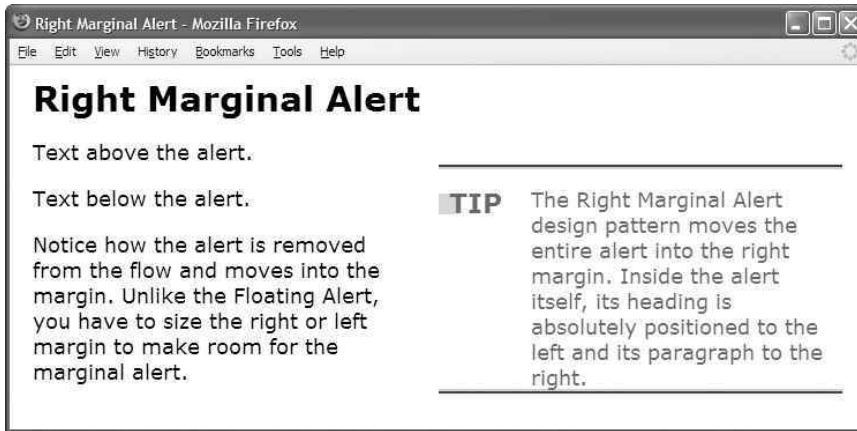 Right Marginal Alert - Mozilla Firefox
File Edit View History Bookmarks Tools Help
Right Marginal Alert
Text above the alert.
Text below the alert.
Notice how the alert is removed
from the flow and moves into the
margin. Unlike the Floating Alert,
you have to size the right or left
margin to make room for the
marginal alert.
TIP
The Right Marginal Alert
design pattern moves the
entire alert into the right
margin. Inside the alert
itself, its heading is
absolutely positioned to the
left and its paragraph to the
right.